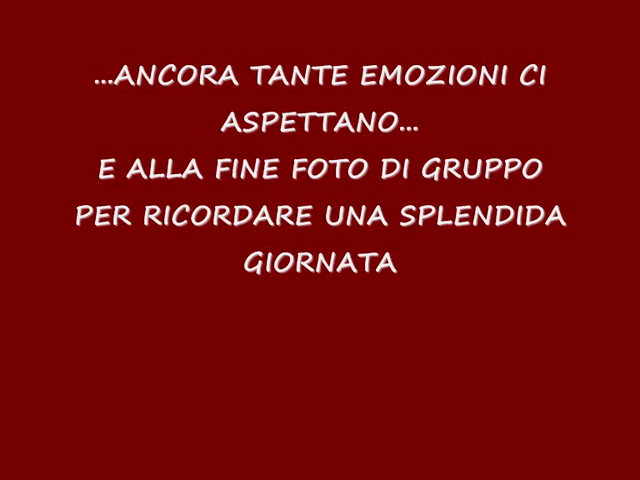 ...ANCORA TANTE EMOZIONI CI
ASPETTANO...
E ALLA FINE FOTO DI GRUPPO
PER RICORDARE UNA SPLENDIDA
GIORNATA